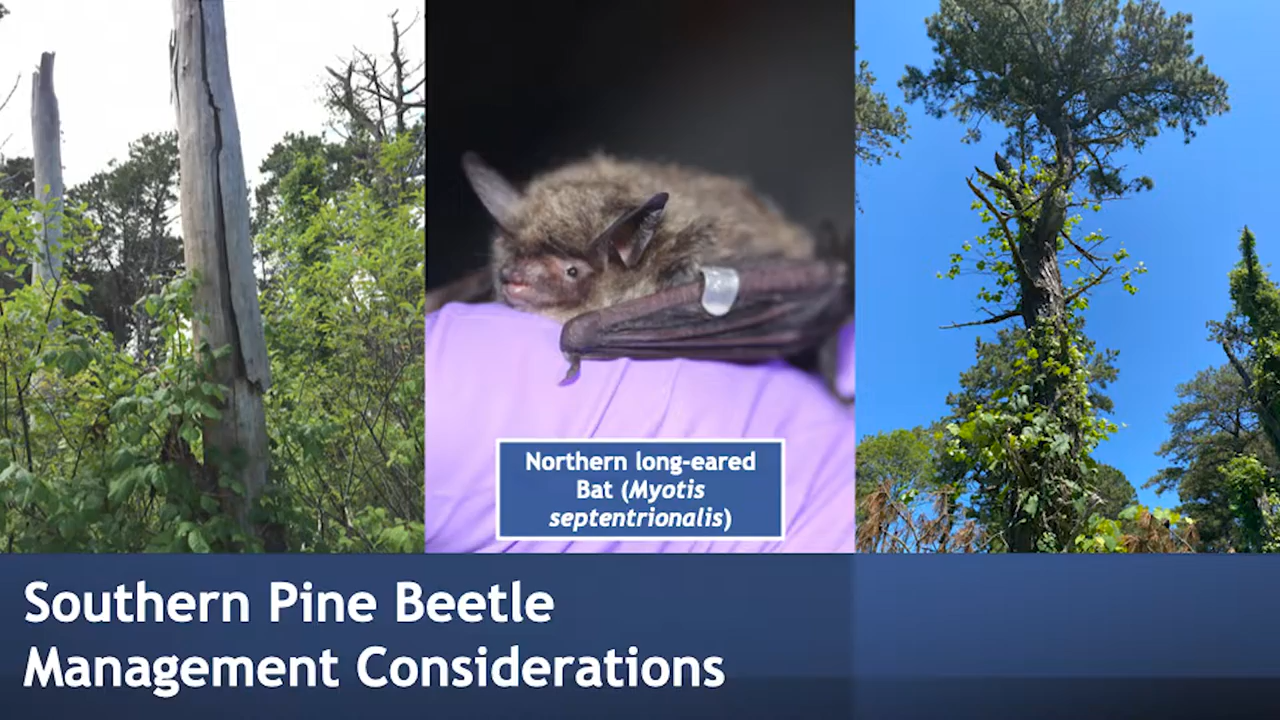 Northern long-eared
Bat (Myotis
septentrionalis)
Southern Pine Beetle
Management Considerations